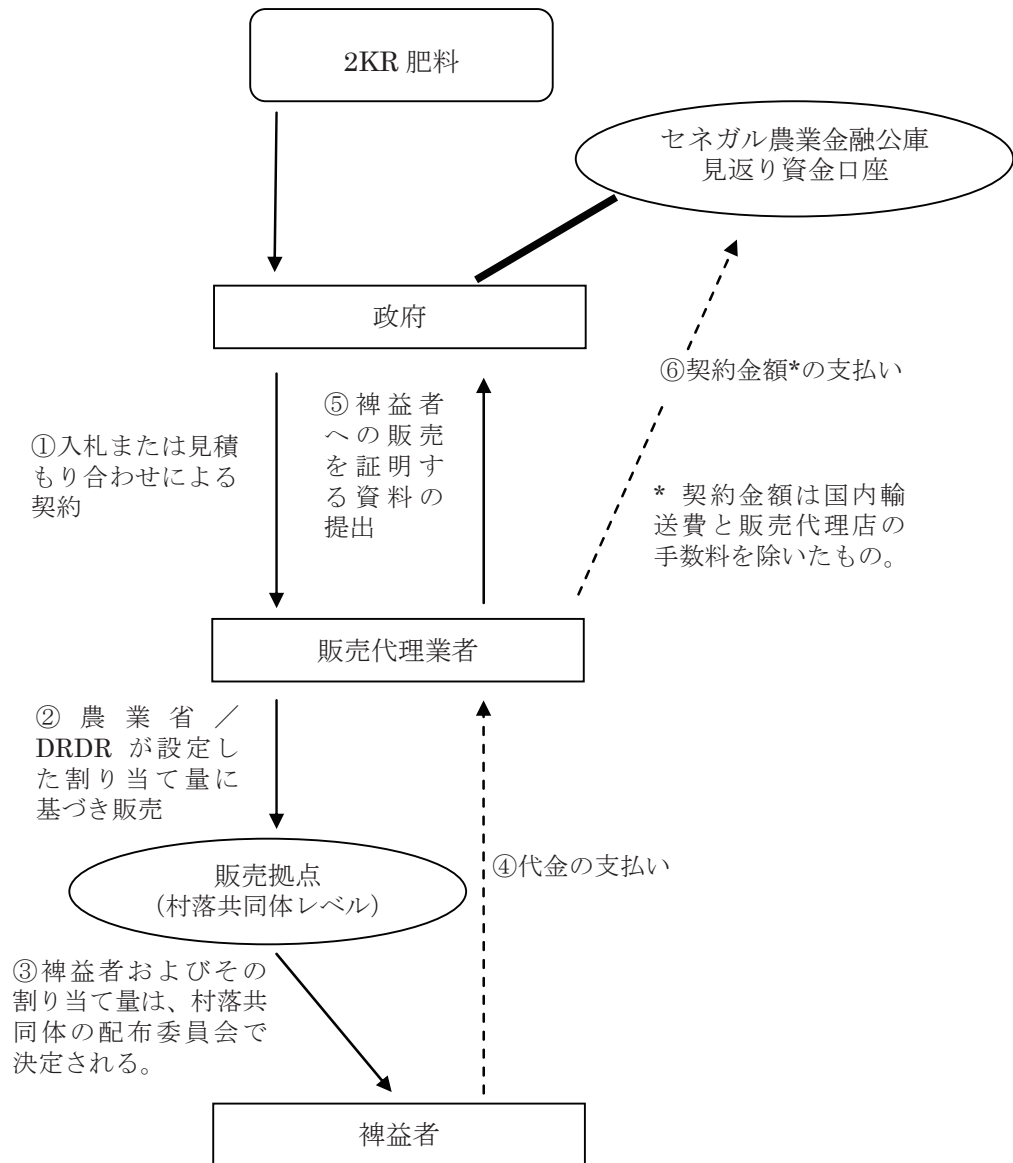 2KR 肥料
セネガル農業金融公庫
見返り資金口座
政府
⑥契約金額*の支払い
①入札または見積
もり合わせによる
契約
⑤裨益者
への販売
を証明す
る資料の
提出
* 契約金額は国内輸
送費と販売代理店の
手数料を除いたもの。
販売代理業者
②農業省／
DRDR が設定し
た割り当て量に
基づき販売
販売拠点
（村落共同体レベル）
④代金の支払い
③裨益者およびその
割り当て量は、村落共
同体の配布委員会で
決定される。
裨益者